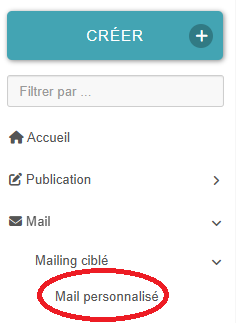 CRÉER
Filtrer par ...
Accueil
Publication
Mail
Mailing ciblé
Mail personnalisé